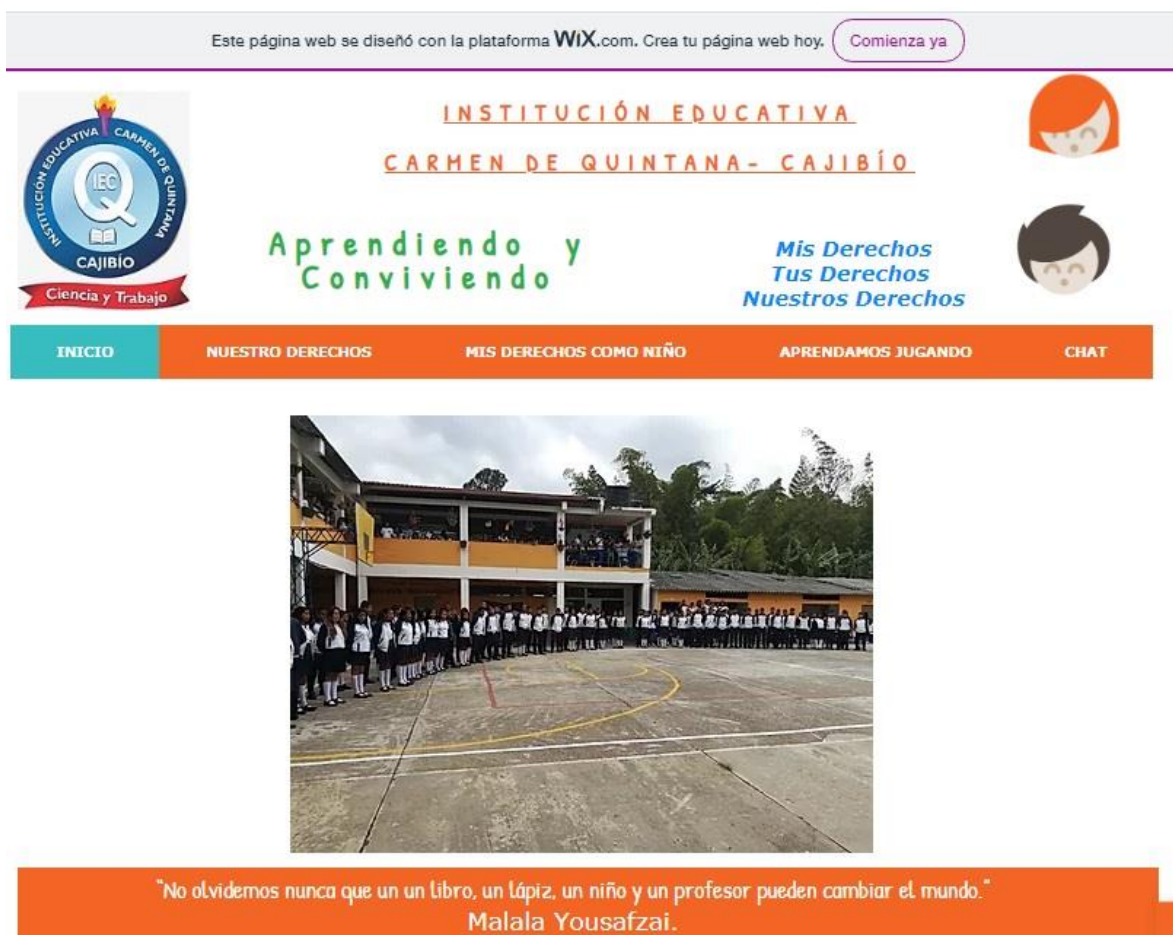 Este página web se diseñó con la plataforma WiX.com. Crea tu página web hoy. Comienza ya
INSTITUCIÓN EDUCATIVA CARMEN DE QUINTANA
IEC
Q
CAJIBÍO
Ciencia y Trabajo
INSTITUCIÓN EDUCATIVA
CARMEN DE QUINTANA- CAJIBÍO
Aprendiendo y
Conviviendo
Mis Derechos
Tus Derechos
Nuestros Derechos
INICIO NUESTRO DERECHOS MIS DERECHOS COMO NIÑO APRENDAMOS JUGANDO CHAT
"No olvidemos nunca que un un libro, un lápiz, un niño y un profesor pueden cambiar el mundo."
Malala Yousafzai.